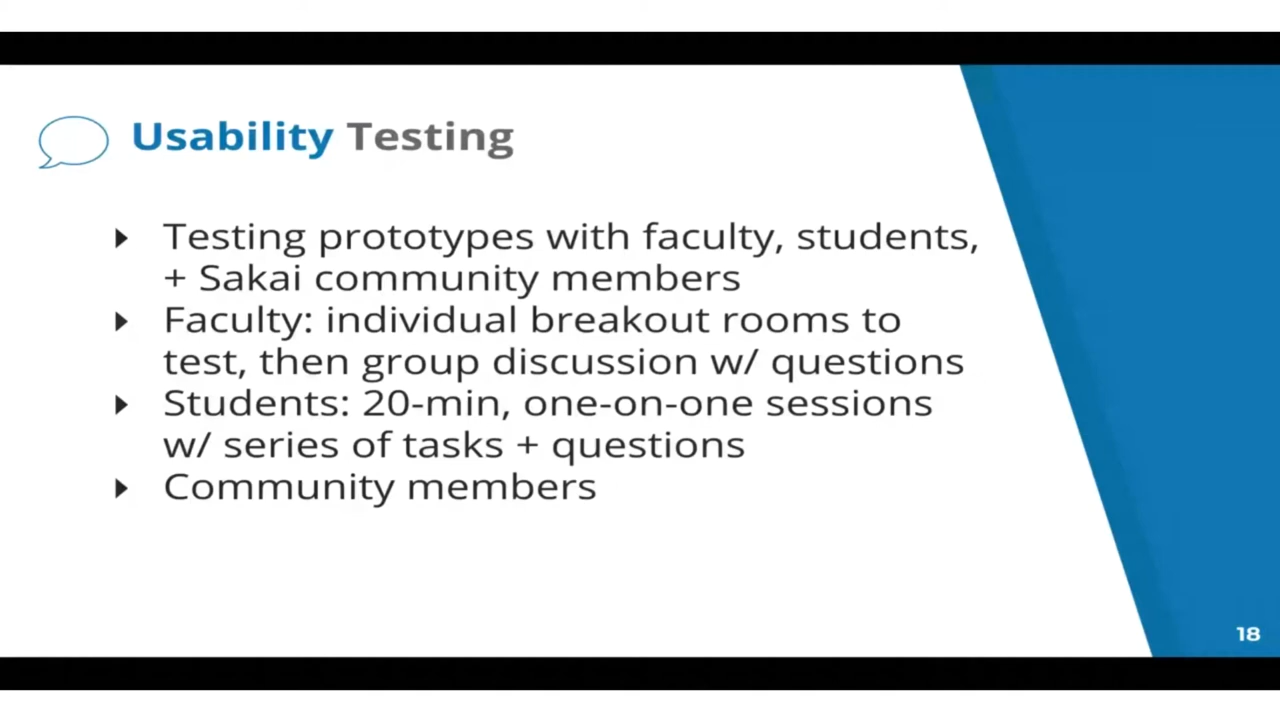 Usability Testing
Testing prototypes with faculty, students,
+ Sakai community members
Faculty: individual breakout rooms to
test, then group discussion w/ questions
Students: 20-min, one-on-one sessions
w/ series of tasks + questions
Community members
18